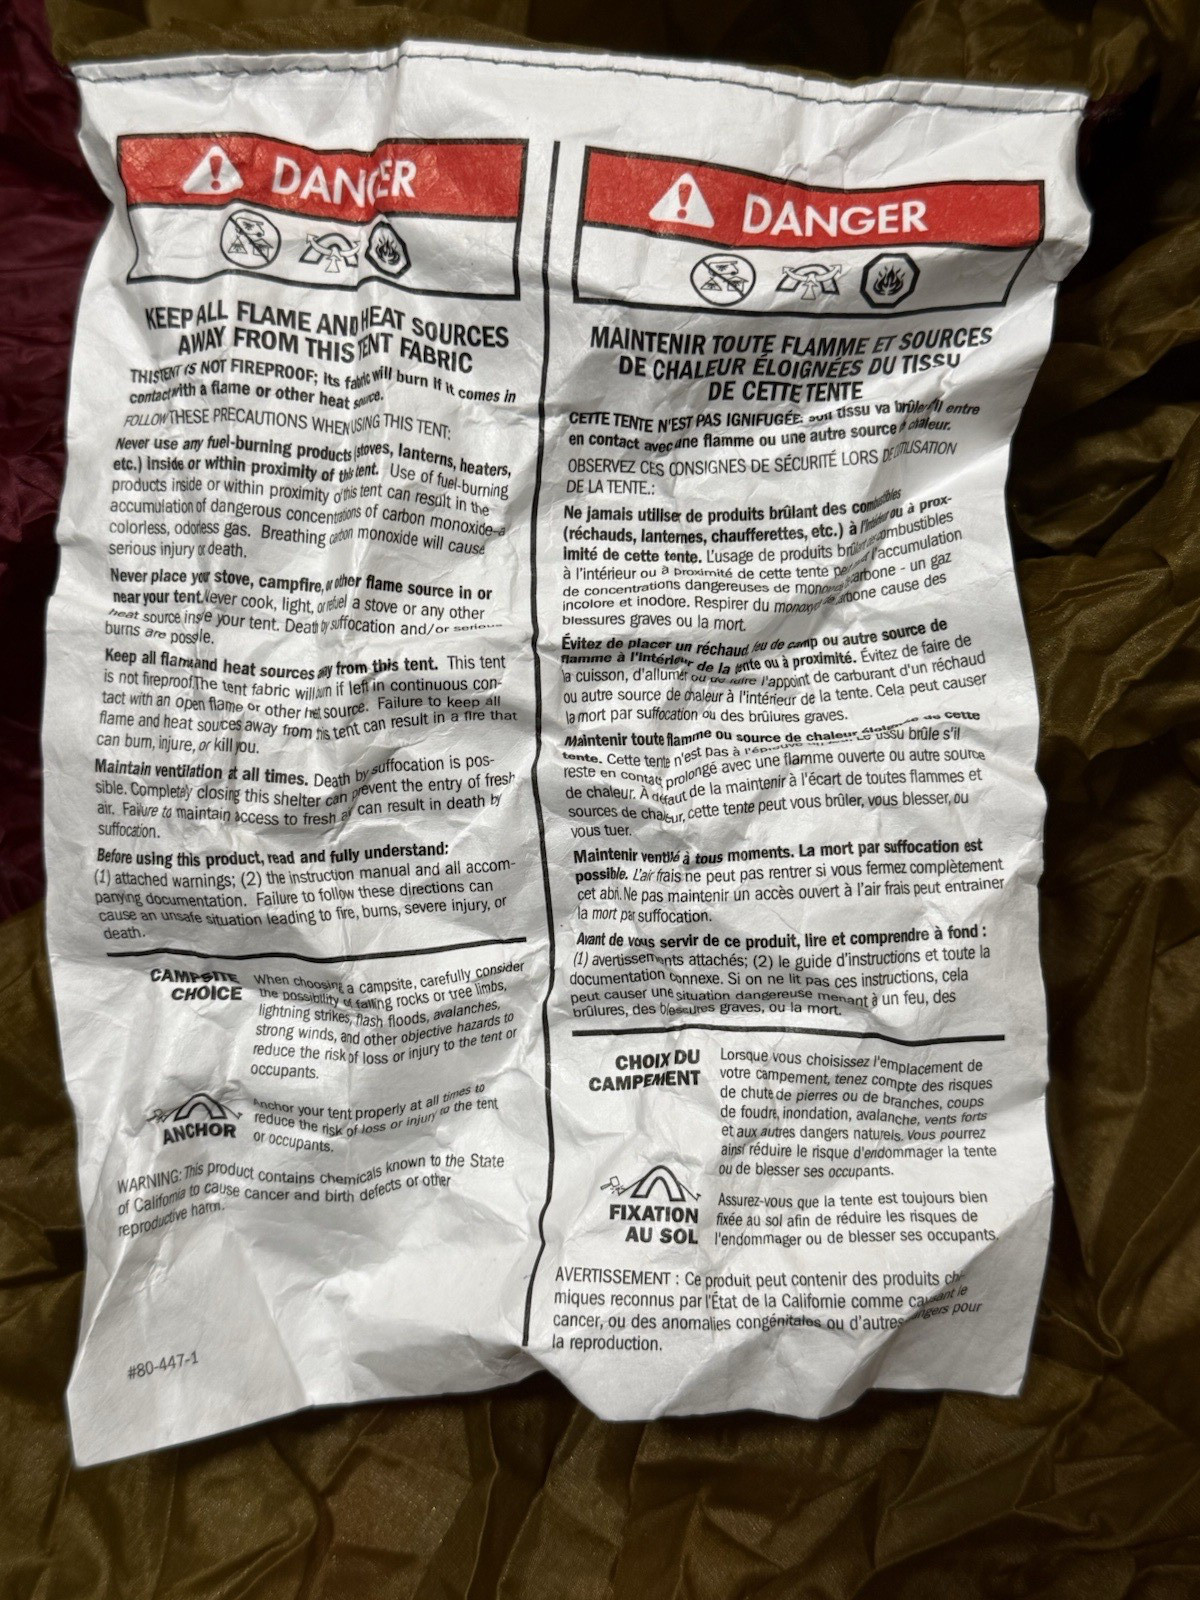 DANGER
KEEP ALL FLAME AND HEAT SOURCES
AWAY FROM THIS TENT FABRIC
THIS TENT IS NOT FIREPROOF; Its fabric will burn if it comes in
contact with a flame or other heat source.
FOLLOW THESE PRECAUTIONS WHEN USING THIS TENT:
Never use any fuel-burning products (stoves, lanterns, heaters,
etc.) inside or within proximity of this tent. Use of fuel-burning
products inside or within proximity of this tent can result in the
accumulation of dangerous concentrations of carbon monoxide–a
colorless, odorless gas. Breathing carbon monoxide will cause
serious injury or death.
Never place your stove, campfire, or other flame source in or
near your tent. Never cook, light, or refuel a stove or any other
heat source inside your tent. Death by suffocation and/or serious
burns are possible.
Keep all flame and heat sources away from this tent. This tent
is not fireproof. The tent fabric will burn if left in continuous con-
tact with an open flame or other heat source. Failure to keep all
flame and heat sources away from this tent can result in a fire that
can burn, injure, or kill you.
Maintain ventilation at all times. Death by suffocation is pos-
sible. Completely closing this shelter can prevent the entry of fresh
air. Failure to maintain access to fresh air can result in death by
suffocation.
Before using this product, read and fully understand:
(1) attached warnings; (2) the instruction manual and all accom-
panying documentation. Failure to follow these directions can
cause an unsafe situation leading to fire, burns, severe injury, or
death.
CAMPSITE
CHOICE
When choosing a campsite, carefully consider
the possibility of falling rocks or tree limbs,
lightning strikes, flash floods, avalanches,
strong winds, and other objective hazards to
reduce the risk of loss or injury to the tent or
occupants.
ANCHOR
Anchor your tent properly at all times to
reduce the risk of loss or injury to the tent
or occupants.
WARNING: This product contains chemicals known to the State
of California to cause cancer and birth defects or other
reproductive harm.
#80-447-1
DANGER
MAINTENIR TOUTE FLAMME ET SOURCES
DE CHALEUR ÉLOIGNÉES DU TISSU
DE CETTE TENTE
CETTE TENTE N'EST PAS IGNIFUGÉE: son tissu va brûler s'il entre
en contact avec une flamme ou une autre source de chaleur.
OBSERVEZ CES CONSIGNES DE SÉCURITÉ LORS DE L'UTILISATION
DE LA TENTE.:
Ne jamais utiliser de produits brûlant des combustibles
(réchauds, lanternes, chaufferettes, etc.) à l'intérieur ou à prox-
imité de cette tente. L'usage de produits brûlant des combustibles
à l'intérieur ou à proximité de cette tente peut l'accumulation
de concentrations dangereuses de monoxyde carbone - un gaz
incolore et inodore. Respirer du monoxyde de carbone cause des
blessures graves ou la mort.
Évitez de placer un réchaud, feu de camp ou autre source de
flamme à l'intérieur de la tente ou à proximité. Évitez de faire de
la cuisson, d'allumer ou de faire l'appoint de carburant d'un réchaud
ou autre source de chaleur à l'intérieur de la tente. Cela peut causer
la mort par suffocation ou des brûlures graves.
Maintenir toute flamme ou source de chaleur éloignée de cette
tente. Cette tente n'est pas à l'épreuve Le tissu brûle s'il
reste en contact prolongé avec une flamme ouverte ou autre source
de chaleur. À défaut de la maintenir à l'écart de toutes flammes et
sources de chaleur, cette tente peut vous brûler, vous blesser, ou
vous tuer.
Maintenir ventilé à tous moments. La mort par suffocation est
possible. L'air frais ne peut pas rentrer si vous fermez complètement
cet abri. Ne pas maintenir un accès ouvert à l'air frais peut entrainer
la mort par suffocation.
Avant de vous servir de ce produit, lire et comprendre à fond :
(1) avertissements attachés; (2) le guide d'instructions et toute la
documentation connexe. Si on ne lit pas ces instructions, cela
peut causer une situation dangereuse menant à un feu, des
brûlures, des blessures graves, ou la mort.
CHOIX DU
CAMPEMENT
Lorsque vous choisissez l'emplacement de
votre campement, tenez compte des risques
de chute de pierres ou de branches, coups
de foudre, inondation, avalanche, vents forts
et aux autres dangers naturels. Vous pourrez
ainsi réduire le risque d'endommager la tente
ou de blesser ses occupants.
FIXATION
AU SOL
Assurez-vous que la tente est toujours bien
fixée au sol afin de réduire les risques de
l'endommager ou de blesser ses occupants.
AVERTISSEMENT : Ce produit peut contenir des produits chi-
miques reconnus par l'État de la Californie comme causant le
cancer, ou des anomalies congénitales ou d'autres dangers pour
la reproduction.